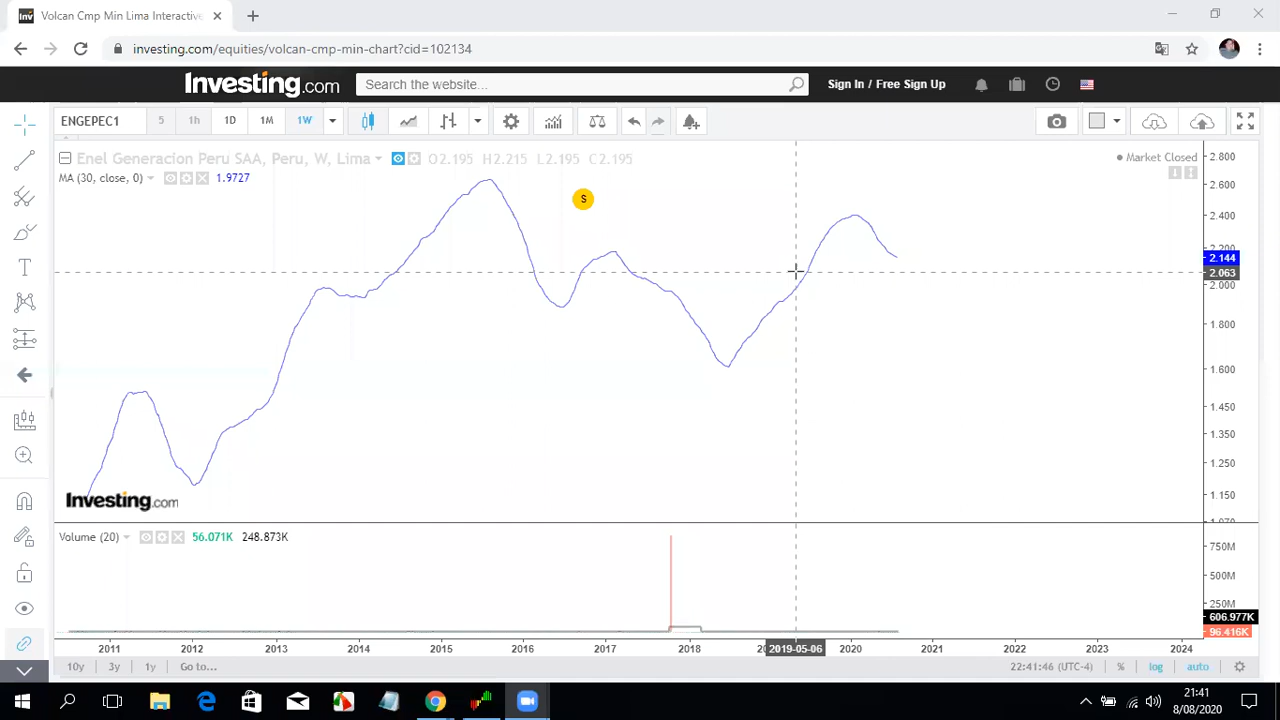 Volcan Cmp Min Lima Interactive
investing.com/equities/volcan-cmp-min-chart?cid=102134
Investing.com Search the website... Sign In / Free Sign Up
ENGEPEC1 5 1h 1D 1M 1W
Enel Generacion Peru SAA, Peru, W, Lima O2.195 H2.215 L2.195 C2.195 Market Closed
MA (30, close, 0) 1.9727
S
2.800
2.600
2.400
2.200
2.144
2.063
2.000
1.800
1.600
1.450
1.350
1.250
1.150
1.070
Investing.com
Volume (20) 56.071K 248.873K
750M
500M
250M
606.977K
96.416K
2011 2012 2013 2014 2015 2016 2017 2018 2019-05-06 2020 2021 2022 2023 2024
10y 3y 1y Go to... 22:41:46 (UTC-4) % log auto
21:41
8/08/2020